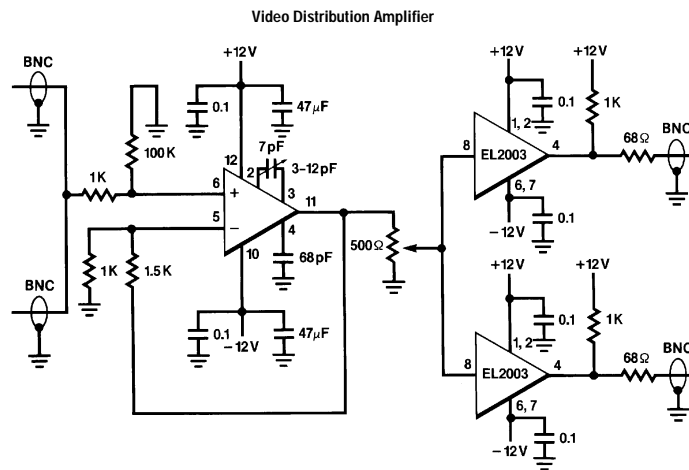 Video Distribution Amplifier
+12V
+12V
+12V
BNC
0.1
47µF
0.1
1K
BNC
1, 2
68Ω
100K
7pF
3–12pF
12
2
8
EL2003
4
1K
6
+
3
11
6, 7
5
−
4
0.1
−12V
1K
1.5K
10
68pF
500Ω
+12V
+12V
BNC
0.1
1K
BNC
0.1
47µF
1, 2
68Ω
−12V
8
EL2003
4
6, 7
0.1
−12V